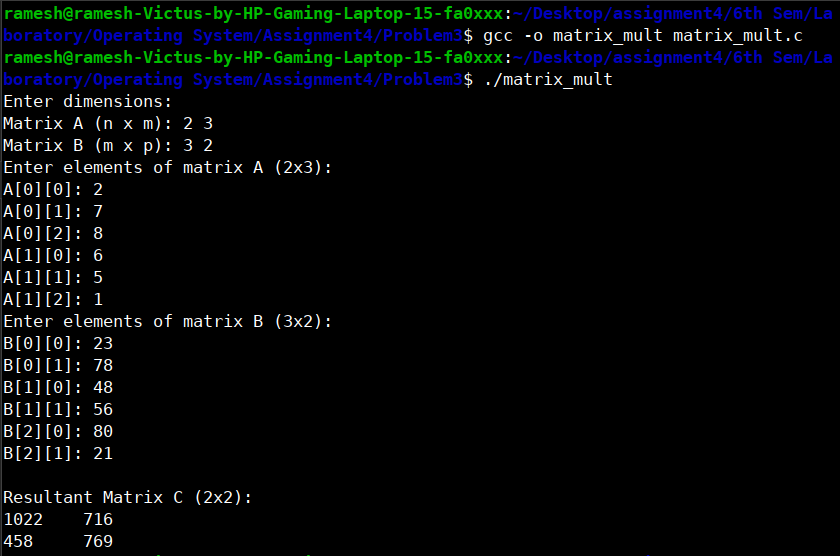 ramesh@ramesh-Victus-by-HP-Gaming-Laptop-15-fa0xxx:~/Desktop/assignment4/6th Sem/La
boratory/Operating System/Assignment4/Problem3$ gcc -o matrix_mult matrix_mult.c
ramesh@ramesh-Victus-by-HP-Gaming-Laptop-15-fa0xxx:~/Desktop/assignment4/6th Sem/La
boratory/Operating System/Assignment4/Problem3$ ./matrix_mult
Enter dimensions:
Matrix A (n x m): 2 3
Matrix B (m x p): 3 2
Enter elements of matrix A (2x3):
A[0][0]: 2
A[0][1]: 7
A[0][2]: 8
A[1][0]: 6
A[1][1]: 5
A[1][2]: 1
Enter elements of matrix B (3x2):
B[0][0]: 23
B[0][1]: 78
B[1][0]: 48
B[1][1]: 56
B[2][0]: 80
B[2][1]: 21
Resultant Matrix C (2x2):
1022    716
458     769